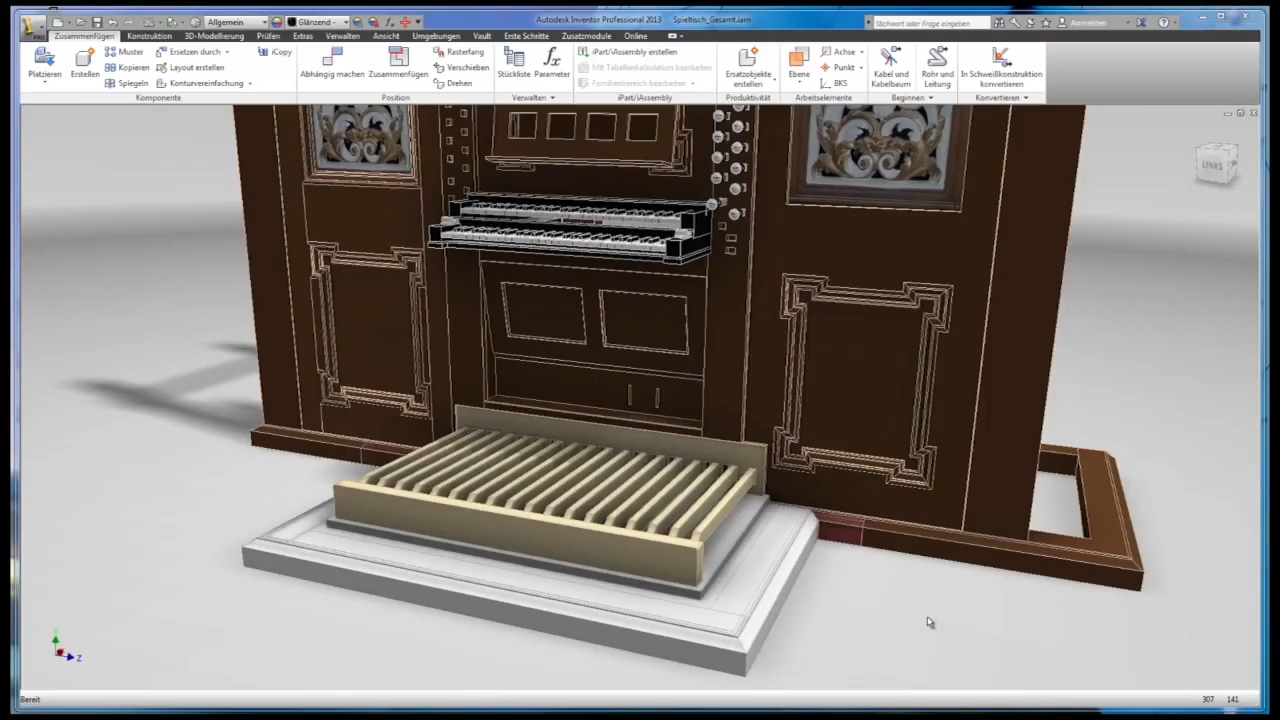 Allgemein Glänzend Autodesk Inventor Professional 2013 Spieltisch_Gesamt.iam Stichwort oder Frage eingeben Anmelden
PRO
Zusammenfügen Konstruktion 3D-Modellierung Prüfen Extras Verwalten Ansicht Umgebungen Vault Erste Schritte Zusatzmodule Online
Platzieren Erstellen
Muster Ersetzen durch iCopy
Kopieren Layout erstellen
Spiegeln Konturvereinfachung
Abhängig machen Zusammenfügen
Rasterfang
Verschieben
Drehen
Stückliste Parameter
iPart/iAssembly erstellen
Mit Tabellenkalkulation bearbeiten
Familienbereich bearbeiten
Ersatzobjekte
erstellen
Ebene
Achse
Punkt
BKS
Kabel und
Kabelbaum
Rohr und
Leitung
In Schweißkonstruktion
konvertieren
Komponente Position Verwalten iPart/iAssembly Produktivität Arbeitselemente Beginnen Konvertieren
LINKS
Z
Bereit 307 141